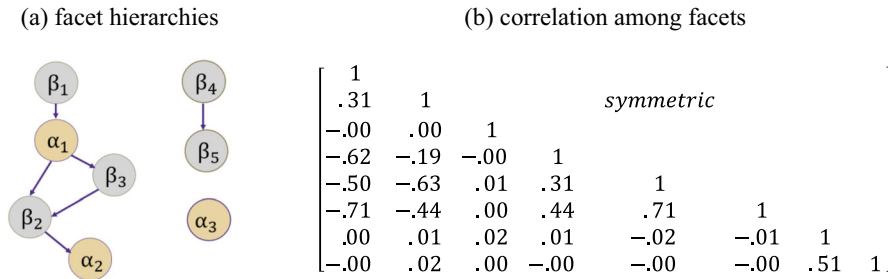 (a) facet hierarchies
(b) correlation among facets
β1
α1
β3
β2
α2
β4
β5
α3
1
.31 1 symmetric
−.00 .00 1
−.62 −.19 −.00 1
−.50 −.63 .01 .31 1
−.71 −.44 .00 .44 .71 1
.00 .01 .02 .01 −.02 −.01 1
−.00 .02 .00 −.00 −.00 −.00 .51 1